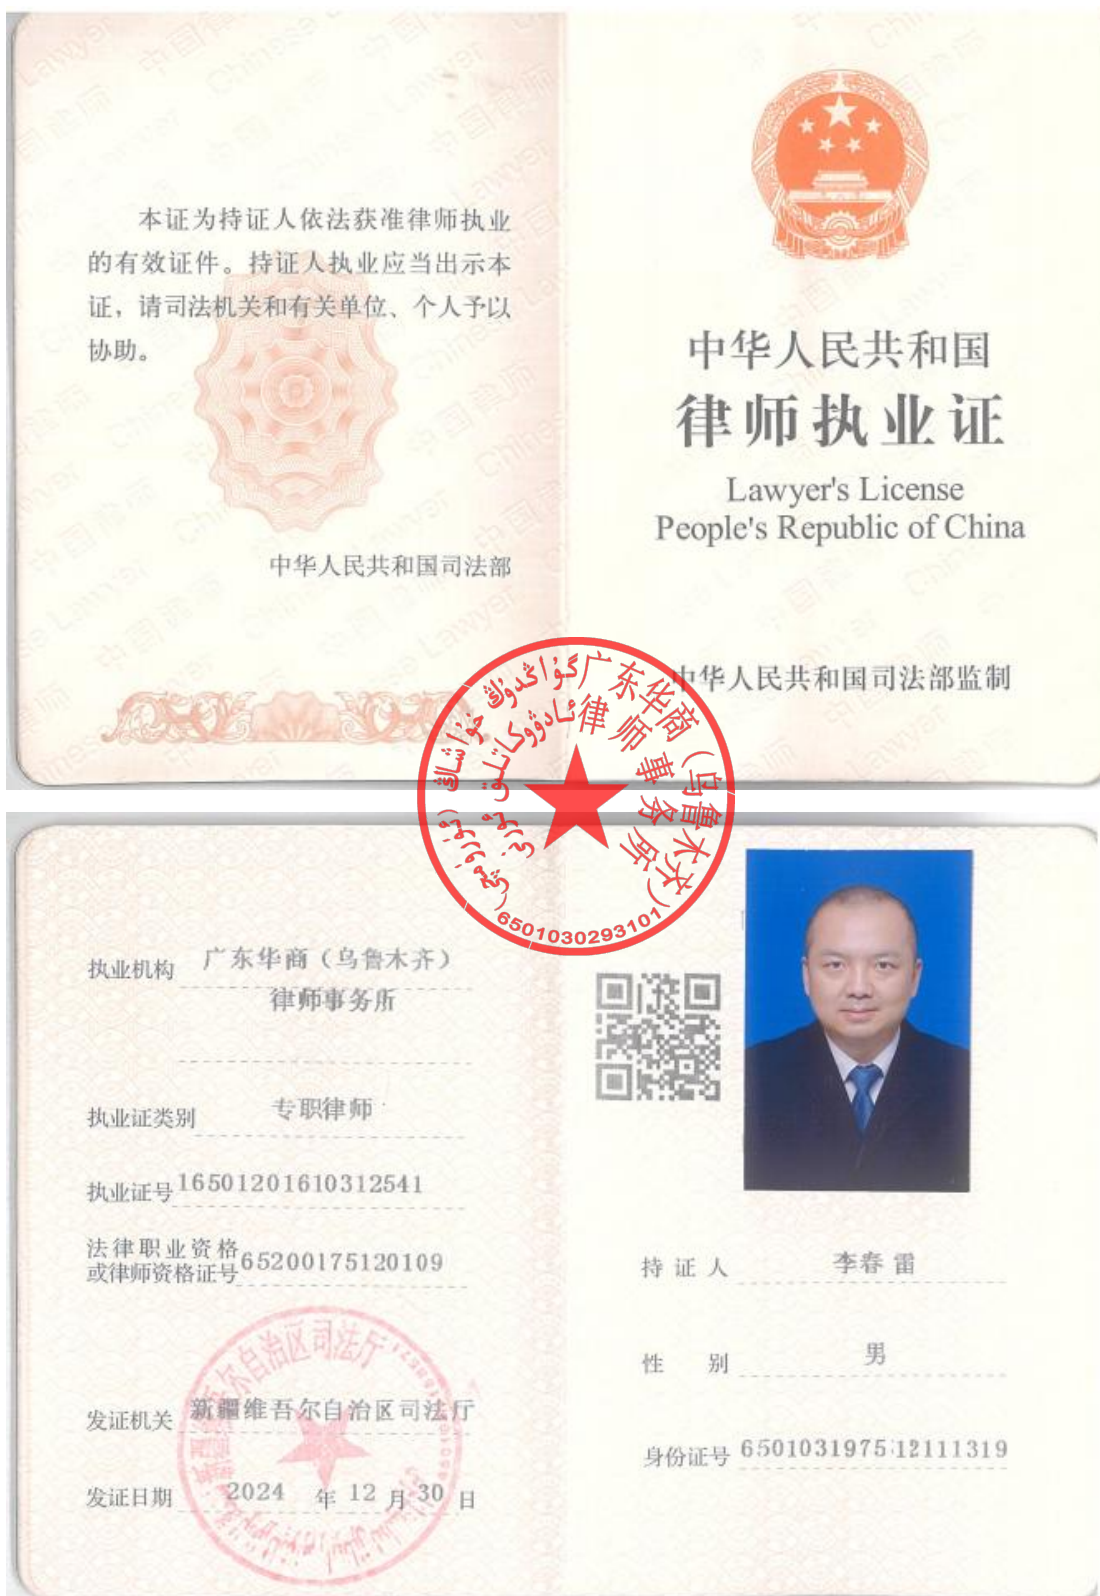 本证为持证人依法获准律师执业
的有效证件。持证人执业应当出示本
证，请司法机关和有关单位、个人予以
协助。
中华人民共和国司法部
中华人民共和国
律师执业证
Lawyer's License
People's Republic of China
中华人民共和国司法部监制
广东华商（乌鲁木齐）
律师事务所
6501030293101
执业机构 广东华商（乌鲁木齐）
律师事务所
执业证类别 专职律师
执业证号 16501201610312541
法律职业资格
或律师资格证号 65200175120109
发证机关 新疆维吾尔自治区司法厅
发证日期 2024 年 12 月 30 日
持证人 李春雷
性别 男
身份证号 650103197512111319